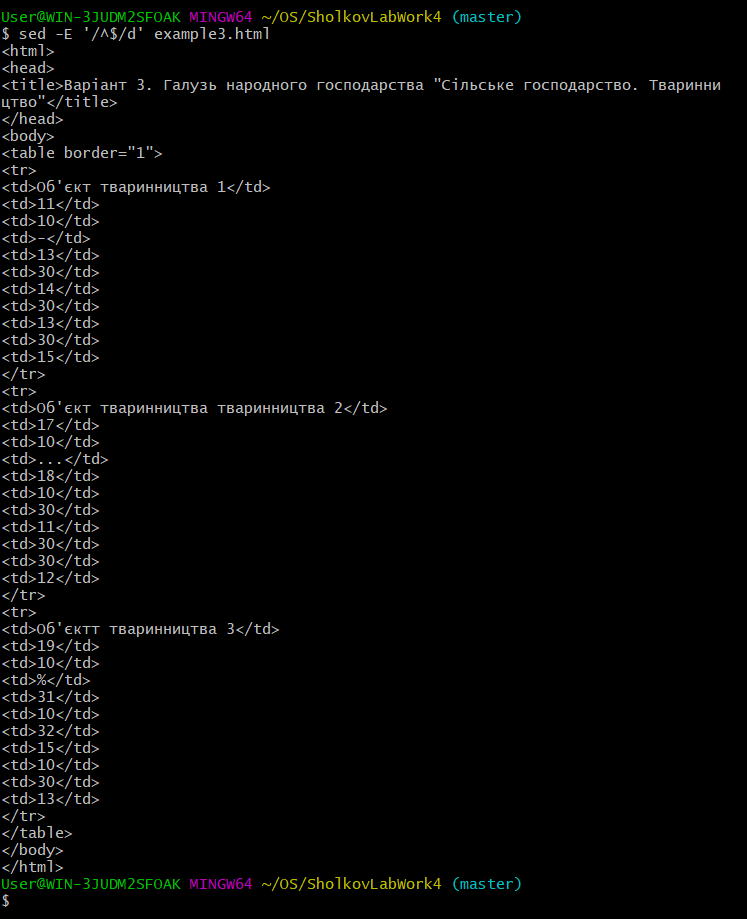 User@WIN-3JUDM2SFOAK MINGW64 ~/OS/SholkovLabWork4 (master)
$ sed -E '/^$/d' example3.html
<html>
<head>
<title>Варіант 3. Галузь народного господарства "Сільське господарство. Тваринни
цтво"</title>
</head>
<body>
<table border="1">
<tr>
<td>Об'єкт тваринництва 1</td>
<td>11</td>
<td>10</td>
<td>-</td>
<td>13</td>
<td>30</td>
<td>14</td>
<td>30</td>
<td>13</td>
<td>30</td>
<td>15</td>
</tr>
<tr>
<td>Об'єкт тваринництва тваринництва 2</td>
<td>17</td>
<td>10</td>
<td>...</td>
<td>18</td>
<td>10</td>
<td>30</td>
<td>11</td>
<td>30</td>
<td>30</td>
<td>12</td>
</tr>
<tr>
<td>Об'єктт тваринництва 3</td>
<td>19</td>
<td>10</td>
<td>%</td>
<td>31</td>
<td>10</td>
<td>32</td>
<td>15</td>
<td>10</td>
<td>30</td>
<td>13</td>
</tr>
</table>
</body>
</html>
User@WIN-3JUDM2SFOAK MINGW64 ~/OS/SholkovLabWork4 (master)
$